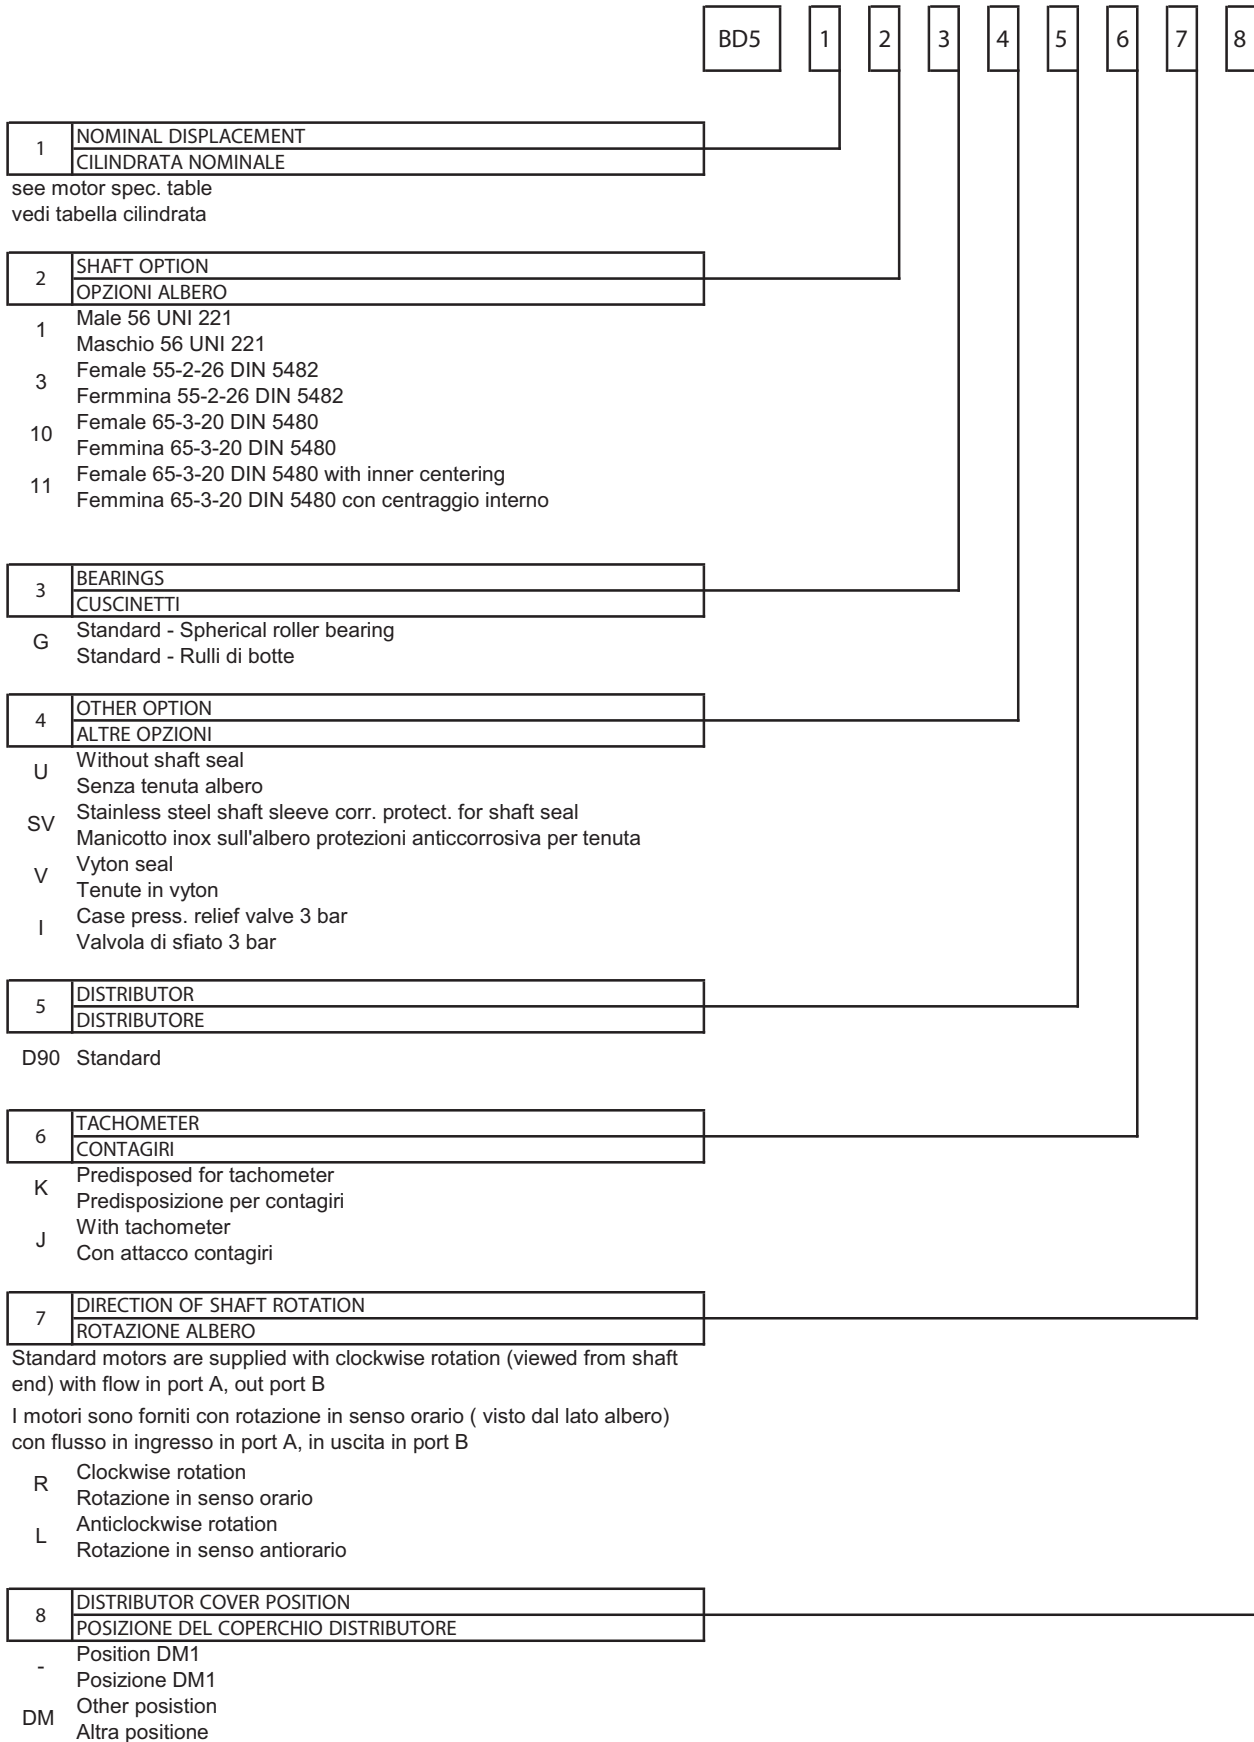 BD5 1 2 3 4 5 6 7 8
1 NOMINAL DISPLACEMENT
CILINDRATA NOMINALE
see motor spec. table
vedi tabella cilindrata
2 SHAFT OPTION
OPZIONI ALBERO
1 Male 56 UNI 221
Maschio 56 UNI 221
3 Female 55-2-26 DIN 5482
Fermmina 55-2-26 DIN 5482
10 Female 65-3-20 DIN 5480
Femmina 65-3-20 DIN 5480
11 Female 65-3-20 DIN 5480 with inner centering
Femmina 65-3-20 DIN 5480 con centraggio interno
3 BEARINGS
CUSCINETTI
G Standard - Spherical roller bearing
Standard - Rulli di botte
4 OTHER OPTION
ALTRE OPZIONI
U Without shaft seal
Senza tenuta albero
SV Stainless steel shaft sleeve corr. protect. for shaft seal
Manicotto inox sull'albero protezioni anticcorrosiva per tenuta
V Vyton seal
Tenute in vyton
I Case press. relief valve 3 bar
Valvola di sfiato 3 bar
5 DISTRIBUTOR
DISTRIBUTORE
D90 Standard
6 TACHOMETER
CONTAGIRI
K Predisposed for tachometer
Predisposizione per contagiri
J With tachometer
Con attacco contagiri
7 DIRECTION OF SHAFT ROTATION
ROTAZIONE ALBERO
Standard motors are supplied with clockwise rotation (viewed from shaft
end) with flow in port A, out port B
I motori sono forniti con rotazione in senso orario ( visto dal lato albero)
con flusso in ingresso in port A, in uscita in port B
R Clockwise rotation
Rotazione in senso orario
L Anticlockwise rotation
Rotazione in senso antiorario
8 DISTRIBUTOR COVER POSITION
POSIZIONE DEL COPERCHIO DISTRIBUTORE
- Position DM1
Posizione DM1
DM Other posistion
Altra positione